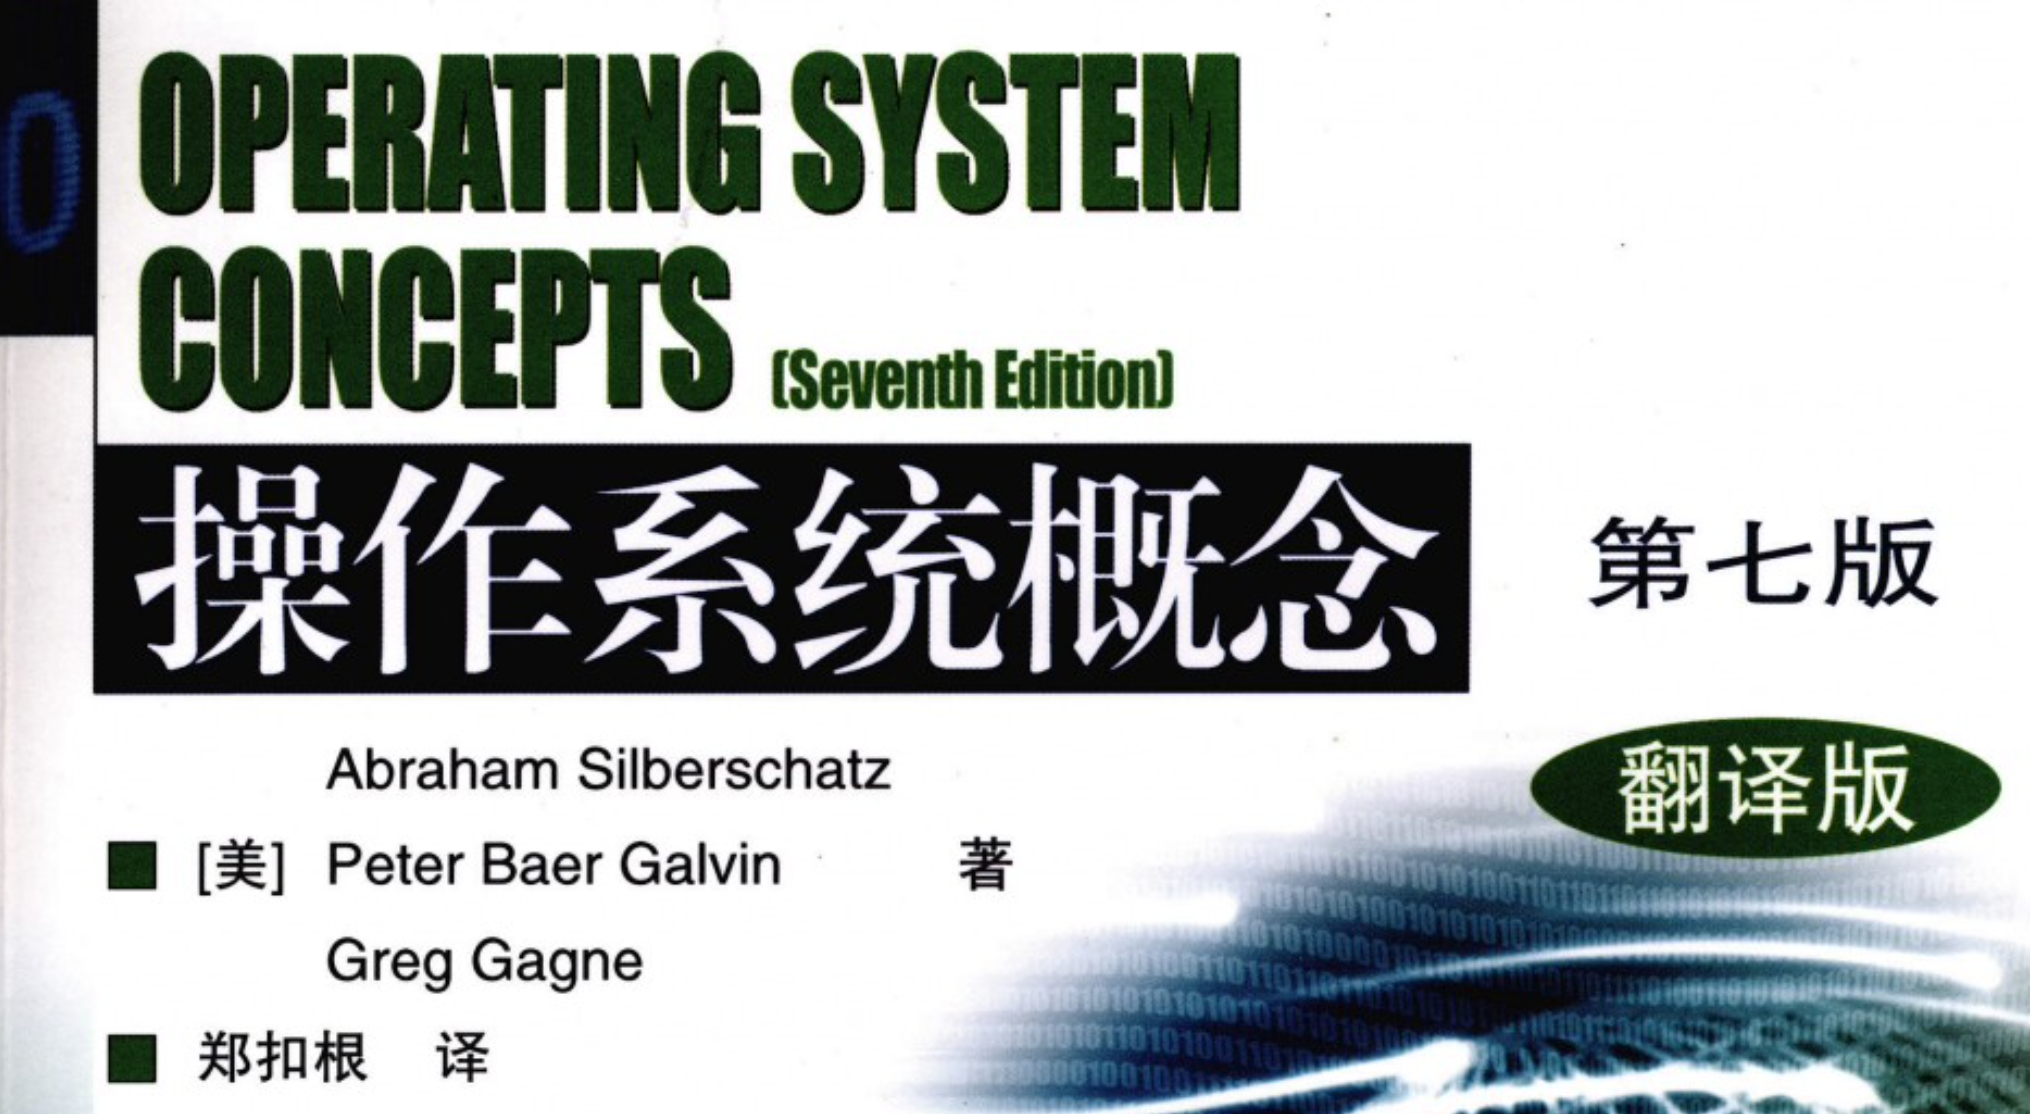 OPERATING SYSTEM
CONCEPTS (Seventh Edition)
操作系统概念 第七版
翻译版
Abraham Silberschatz
[美] Peter Baer Galvin 著
Greg Gagne
郑扣根 译